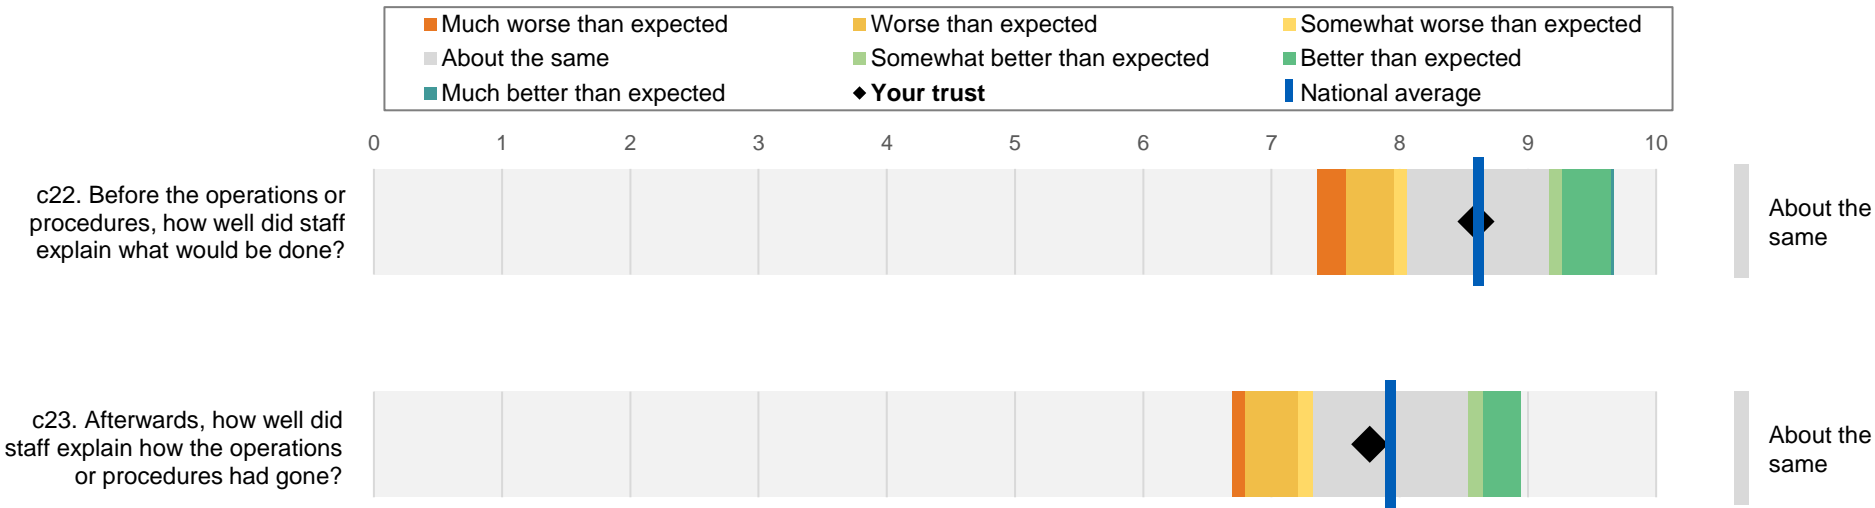 Much worse than expected
Worse than expected
Somewhat worse than expected
About the same
Somewhat better than expected
Better than expected
Much better than expected
Your trust
National average
0 1 2 3 4 5 6 7 8 9 10
c22. Before the operations or
procedures, how well did staff
explain what would be done?
About the
same
c23. Afterwards, how well did
staff explain how the operations
or procedures had gone?
About the
same